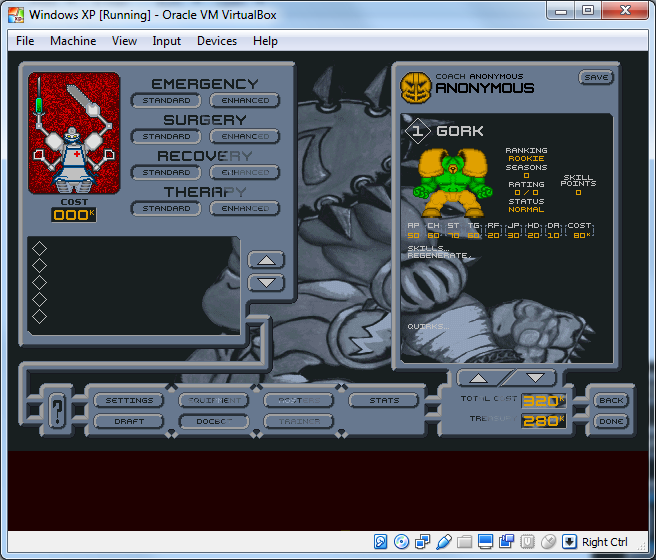 Windows XP [Running] - Oracle VM VirtualBox
File Machine View Input Devices Help
EMERGENCY
STANDARD ENHANCED
SURGERY
STANDARD ENHANCED
RECOVERY
STANDARD ENHANCED
THERAPY
STANDARD ENHANCED
COST
000K
COACH ANONYMOUS
ANONYMOUS
SAVE
1 GORK
RANKING
ROOKIE
SEASONS
0
RATING
0 / 0
STATUS
NORMAL
SKILL
POINTS
0
AP CH ST TG RF JP HD DA COST
50 60 70 60 20 30 20 10 80K
SKILLS...
REGENERATE,
QUIRKS...
?
SETTINGS EQUIPMENT STATS
DRAFT DOCBOT TRAINER
TOTAL COST 320K
TREASURY 280K
BACK
DONE
Right Ctrl